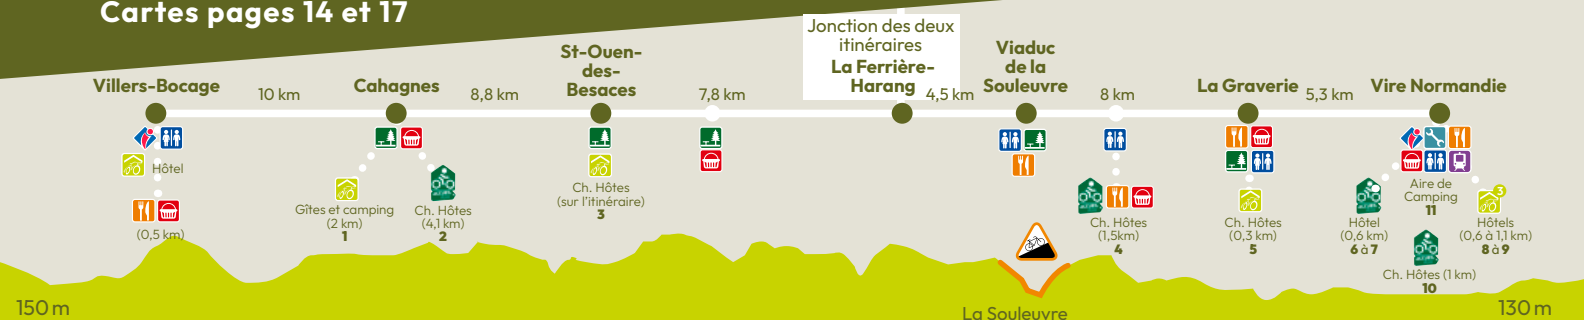 Cartes pages 14 et 17
Jonction des deux
itinéraires
La Ferrière-
Harang
Villers-Bocage
10 km
Cahagnes
8,8 km
St-Ouen-
des-
Besaces
7,8 km
4,5 km
Viaduc
de la
Souleuvre
8 km
La Graverie
5,3 km
Vire Normandie
Hôtel
(0,5 km)
Gîtes et camping
(2 km)
1
Ch. Hôtes
(4,1 km)
2
Ch. Hôtes
(sur l'itinéraire)
3
Ch. Hôtes
(1,5km)
4
Ch. Hôtes
(0,3 km)
5
Hôtel
(0,6 km)
6 à 7
Aire de
Camping
11
3
Hôtels
(0,6 à 1,1 km)
8 à 9
Ch. Hôtes (1 km)
10
150 m
La Souleuvre
130 m